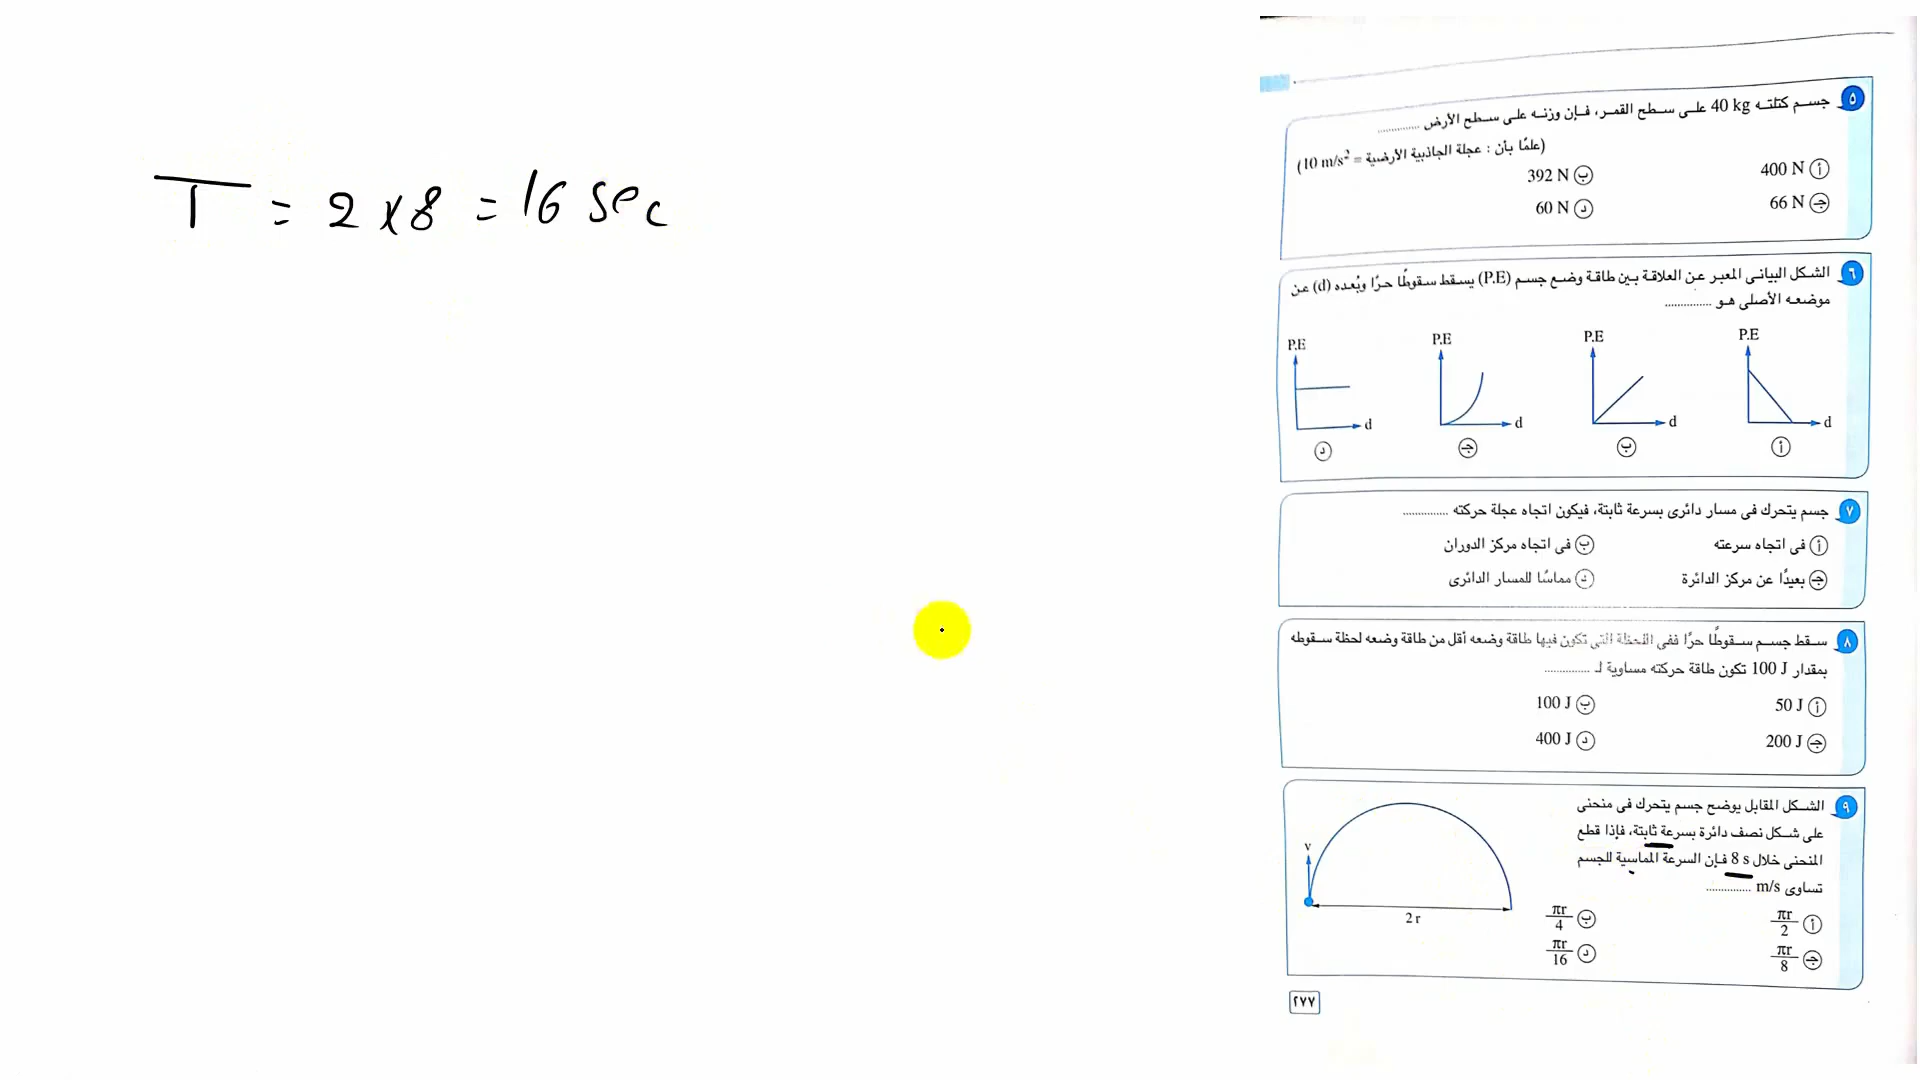 T = 2 x 8 = 16 sec
٥ جسم كتلته 40 kg على سطح القمر، فإن وزنه على سطح الأرض ...............
(علمًا بأن : عجلة الجاذبية الأرضية = 10 m/s²)
أ 400 N ب 392 N
ج 66 N د 60 N
٦ الشكل البيانى المعبر عن العلاقة بين طاقة وضع جسم (P.E) يسقط سقوطًا حرًا وبُعده (d) عن
موضعه الأصلى هو ...............
P.E P.E P.E P.E
d d d d
أ ب ج د
٧ جسم يتحرك فى مسار دائرى بسرعة ثابتة، فيكون اتجاه عجلة حركته ...............
أ فى اتجاه سرعته ب فى اتجاه مركز الدوران
ج بعيدًا عن مركز الدائرة د مماسًا للمسار الدائرى
٨ سقط جسم سقوطًا حرًا ففى اللحظة التى تكون فيها طاقة وضعه أقل من طاقة وضعه لحظة سقوطه
بمقدار 100 J تكون طاقة حركته مساوية لـ ...............
أ 50 J ب 100 J
ج 200 J د 400 J
٩ الشكل المقابل يوضح جسم يتحرك فى منحنى
على شكل نصف دائرة بسرعة ثابتة، فإذا قطع
المنحنى خلال 8 s فإن السرعة المماسية للجسم
تساوى m/s ...............
أ πr/2 ب πr/4
ج πr/8 د πr/16
v
2 r
٢٧٧